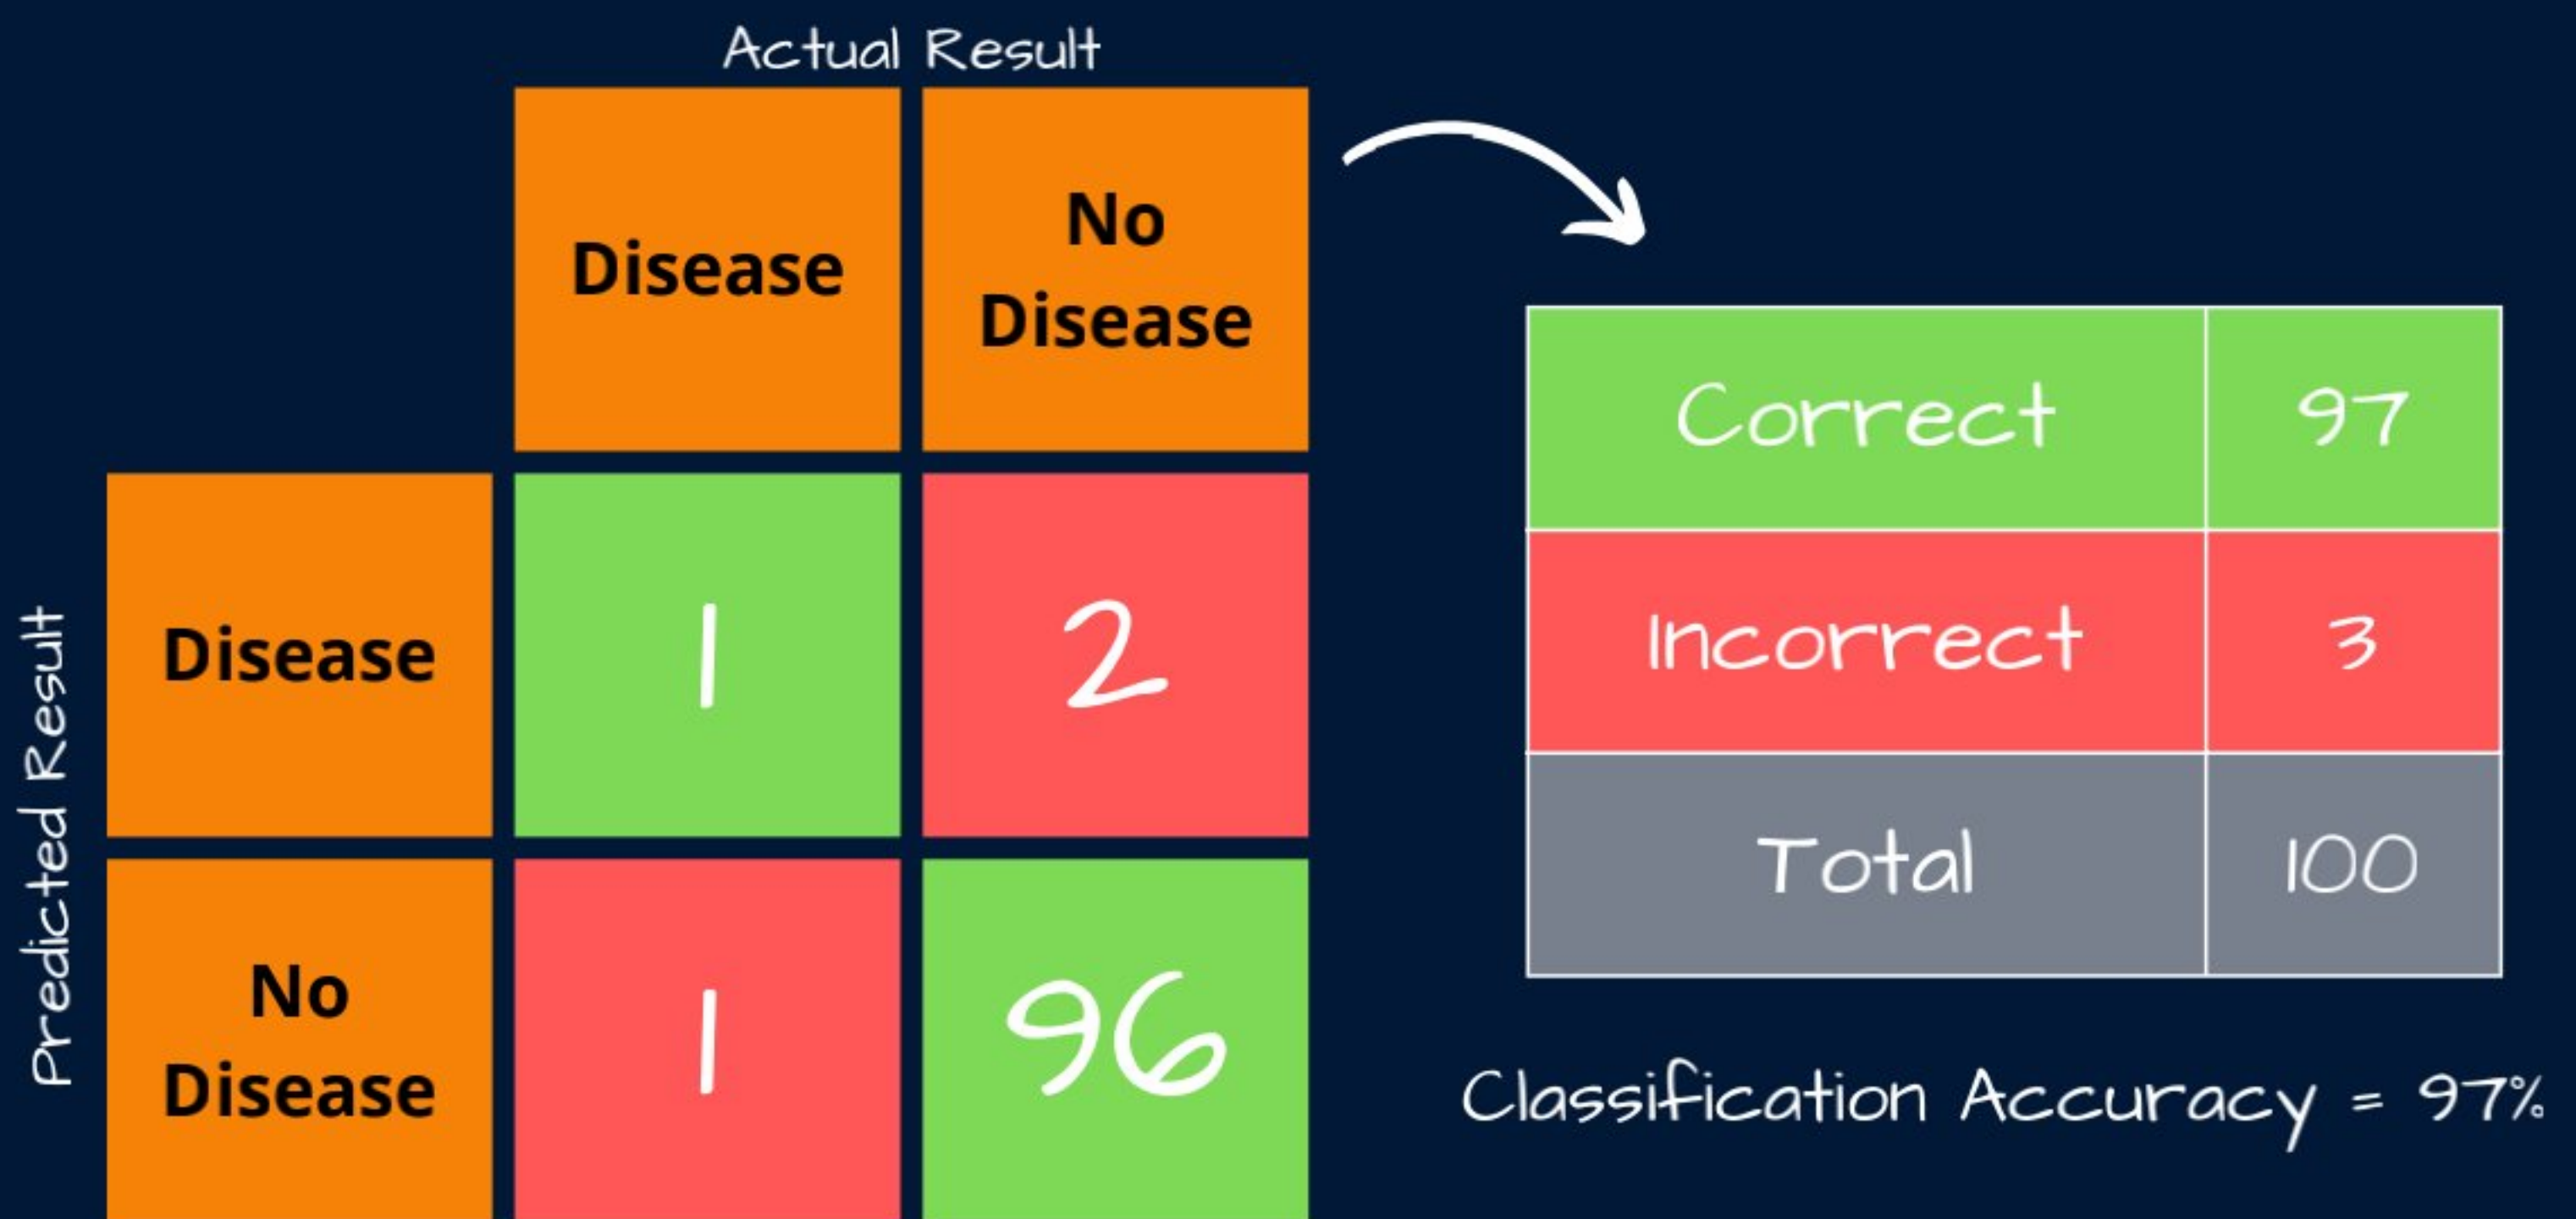 Actual Result
Disease
No
Disease
Predicted Result
Disease
1
2
No
Disease
1
96
Correct
97
Incorrect
3
Total
100
Classification Accuracy = 97%